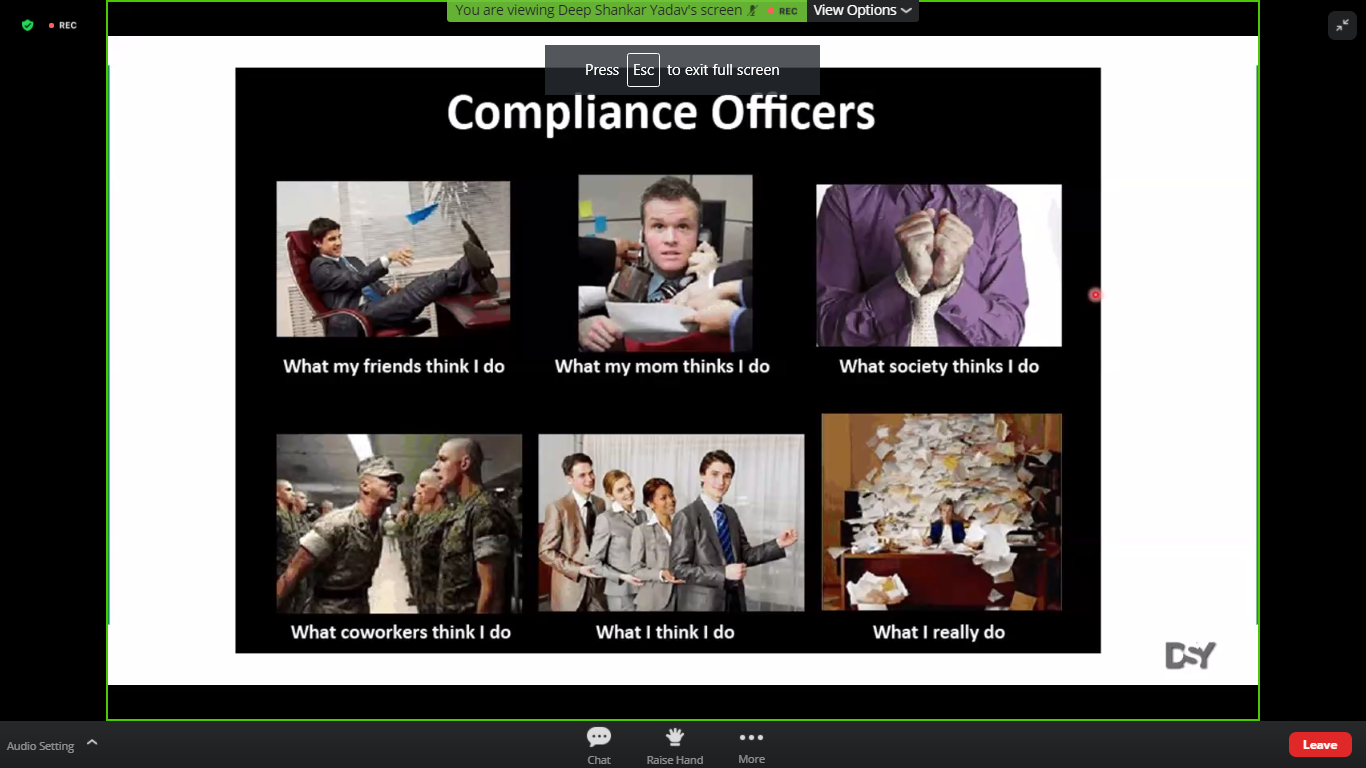 You are viewing Deep Shankar Yadav's screen REC View Options
REC
Press Esc to exit full screen
Compliance Officers
What my friends think I do
What my mom thinks I do
What society thinks I do
What coworkers think I do
What I think I do
What I really do
DSY
Audio Setting
Chat
Raise Hand
More
Leave